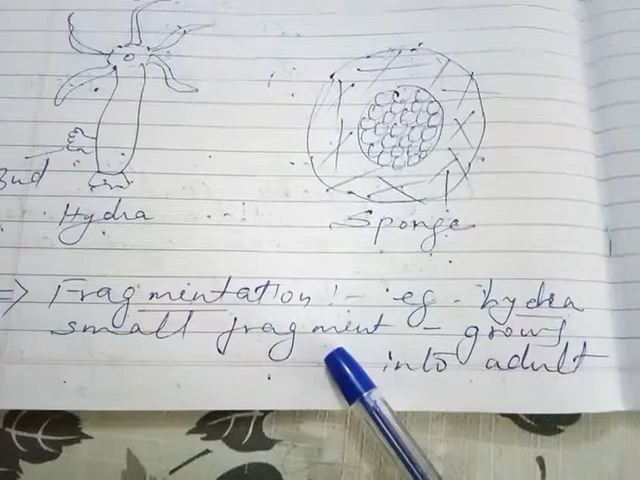 Bud
Hydra
Sponge
=> Fragmentation :- eg - hydra
small fragment - grows
into adult